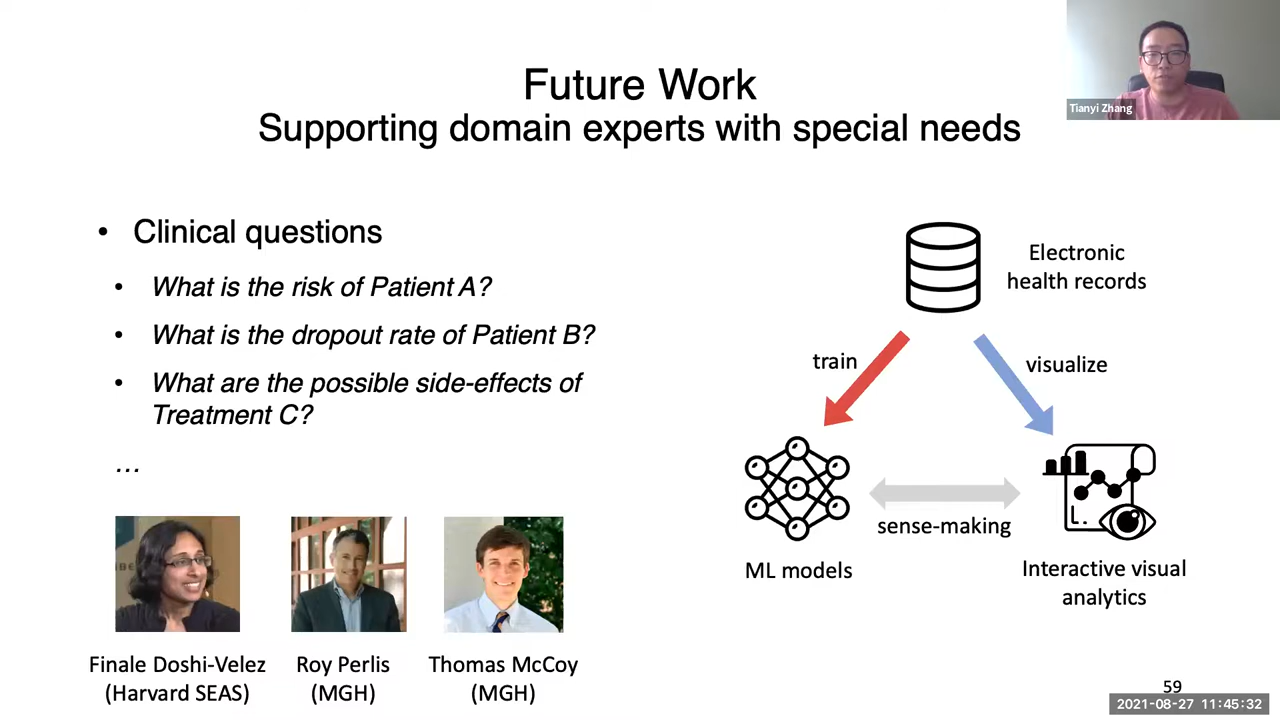 Future Work
Supporting domain experts with special needs
Tianyi Zhang
• Clinical questions
• What is the risk of Patient A?
• What is the dropout rate of Patient B?
• What are the possible side-effects of
Treatment C?
...
Finale Doshi-Velez
(Harvard SEAS)
Roy Perlis
(MGH)
Thomas McCoy
(MGH)
Electronic
health records
train
visualize
sense-making
ML models
Interactive visual
analytics
59
2021-08-27 11:45:32